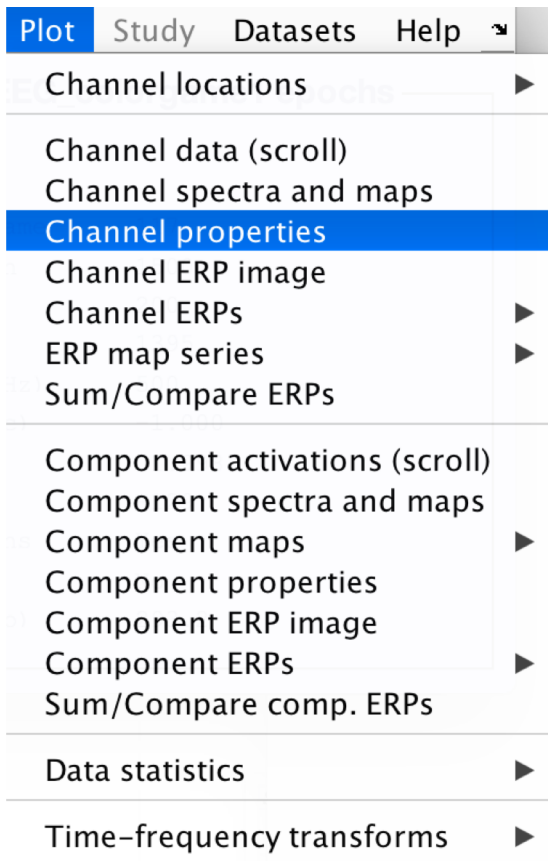 Plot Study Datasets Help
Channel locations
Channel data (scroll)
Channel spectra and maps
Channel properties
Channel ERP image
Channel ERPs
ERP map series
Sum/Compare ERPs
Component activations (scroll)
Component spectra and maps
Component maps
Component properties
Component ERP image
Component ERPs
Sum/Compare comp. ERPs
Data statistics
Time-frequency transforms